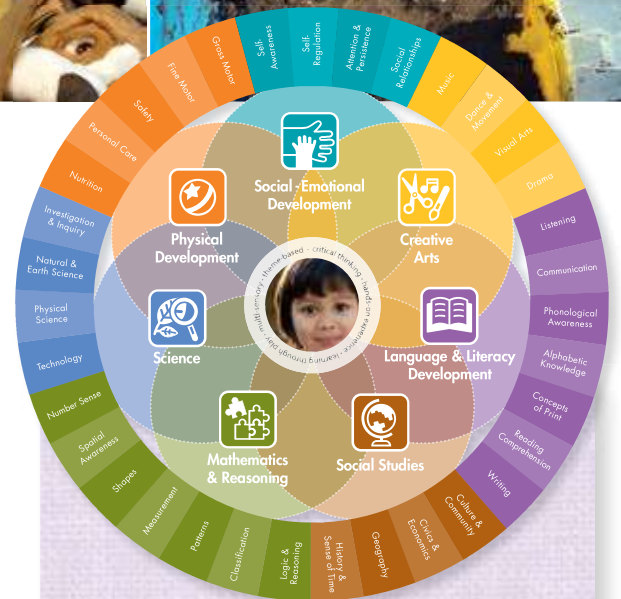 Self-
Awareness
Self-
Regulation
Attention &
Persistence
Social
Relationships
Music
Dance &
Movement
Visual Arts
Drama
Listening
Communication
Phonological
Awareness
Alphabetic
Knowledge
Concepts
of Print
Reading
Comprehension
Writing
Culture &
Community
Civics &
Economics
Geography
History &
Sense of Time
Logic &
Reasoning
Classification
Patterns
Measurement
Shapes
Spatial
Awareness
Number Sense
Technology
Physical
Science
Natural &
Earth Science
Investigation
& Inquiry
Nutrition
Personal Care
Safety
Fine Motor
Gross Motor
Social-Emotional
Development
Creative
Arts
Language & Literacy
Development
Social Studies
Mathematics
& Reasoning
Science
Physical
Development
theme-based - critical thinking - hands-on experience - learning through play - multi-sensory -